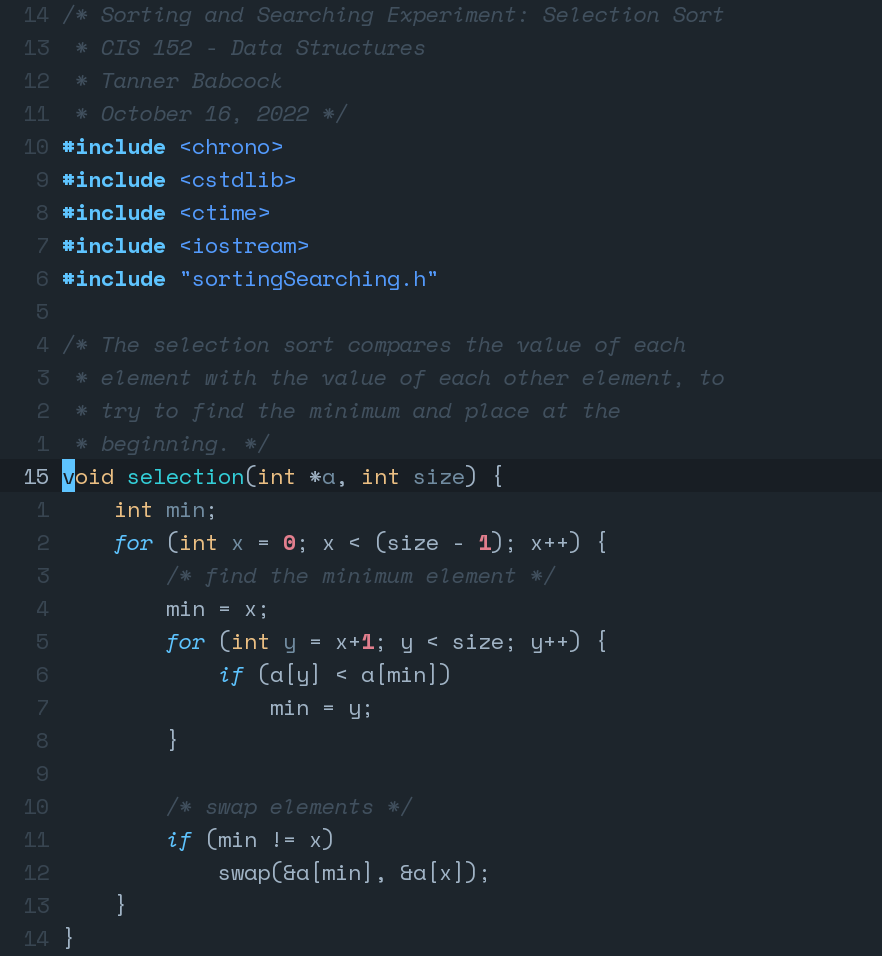 14 /* Sorting and Searching Experiment: Selection Sort
13  * CIS 152 - Data Structures
12  * Tanner Babcock
11  * October 16, 2022 */
10 #include <chrono>
9 #include <cstdlib>
8 #include <ctime>
7 #include <iostream>
6 #include "sortingSearching.h"
5
4 /* The selection sort compares the value of each
3  * element with the value of each other element, to
2  * try to find the minimum and place at the
1  * beginning. */
15 void selection(int *a, int size) {
1     int min;
2     for (int x = 0; x < (size - 1); x++) {
3         /* find the minimum element */
4         min = x;
5         for (int y = x+1; y < size; y++) {
6             if (a[y] < a[min])
7                 min = y;
8         }
9
10         /* swap elements */
11         if (min != x)
12             swap(&a[min], &a[x]);
13     }
14 }